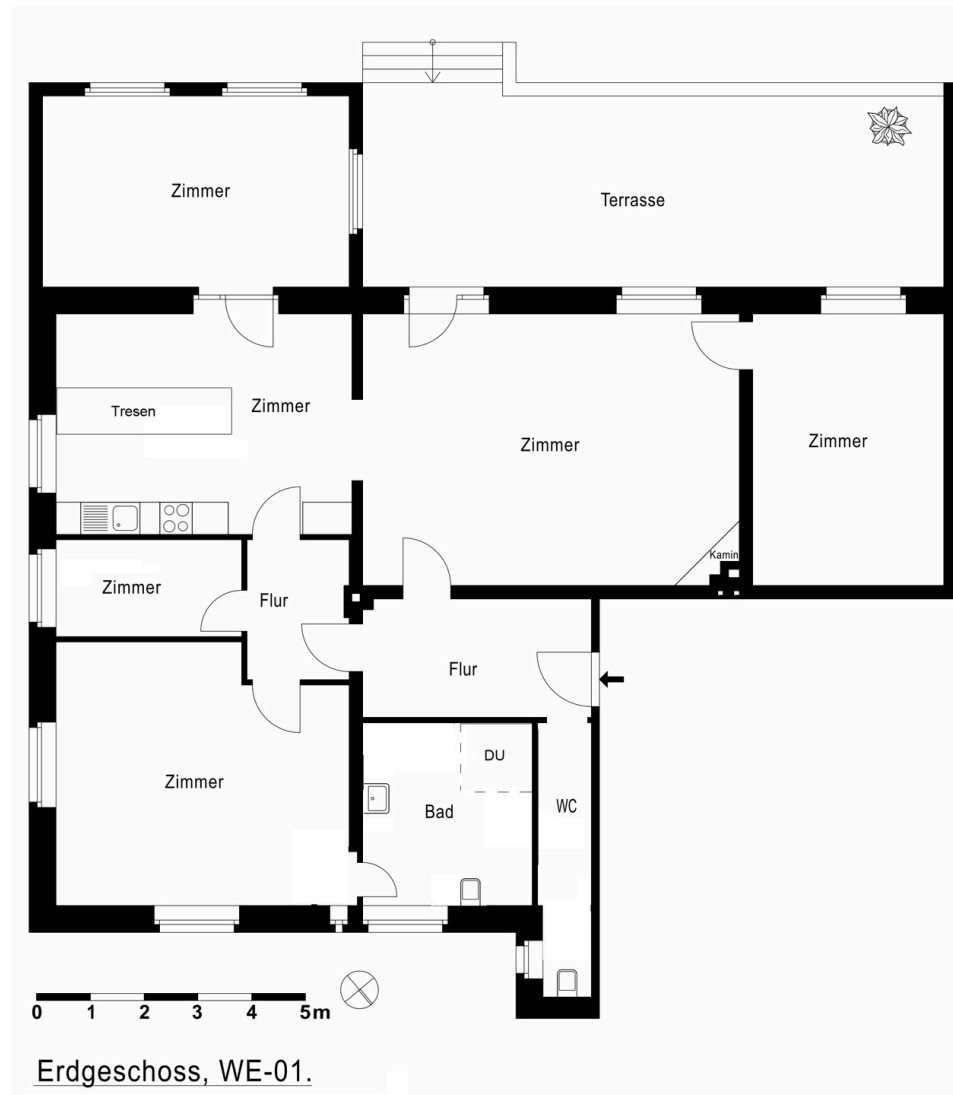 Zimmer
Terrasse
Tresen
Zimmer
Zimmer
Zimmer
Kamin
Zimmer
Flur
Flur
Zimmer
DU
Bad
WC
0 1 2 3 4 5m
Erdgeschoss, WE-01.